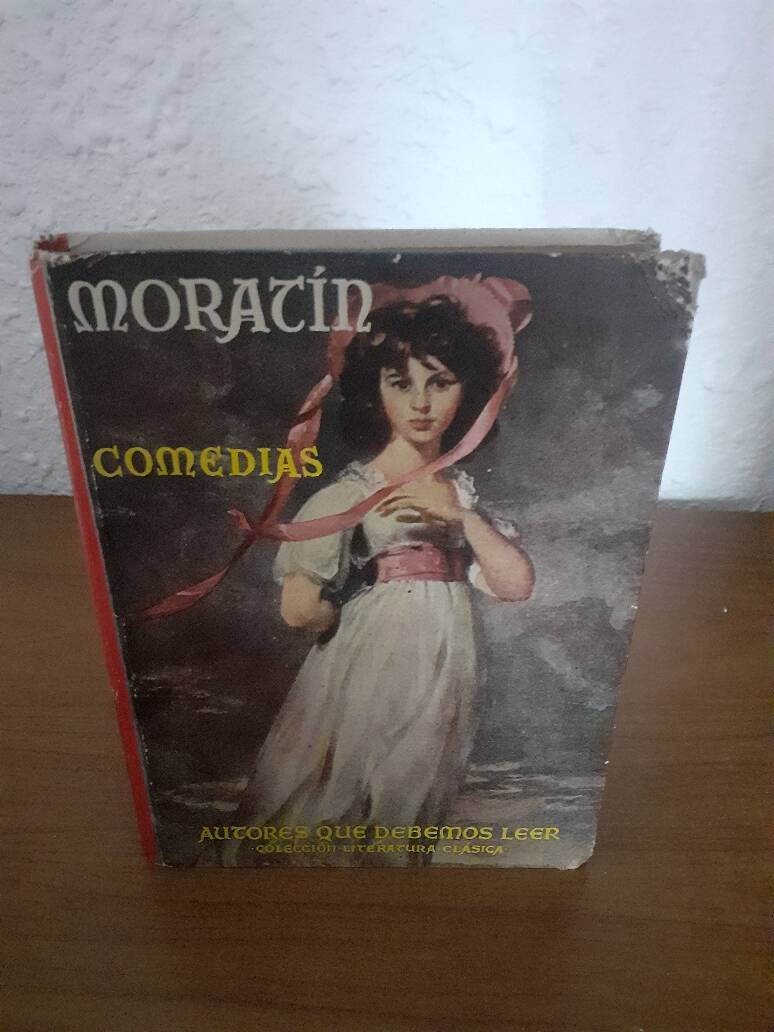 MORATÍN
COMEDIAS
AUTORES QUE DEBEMOS LEER
·COLECCIÓN·LITERATURA·CLÁSICA·